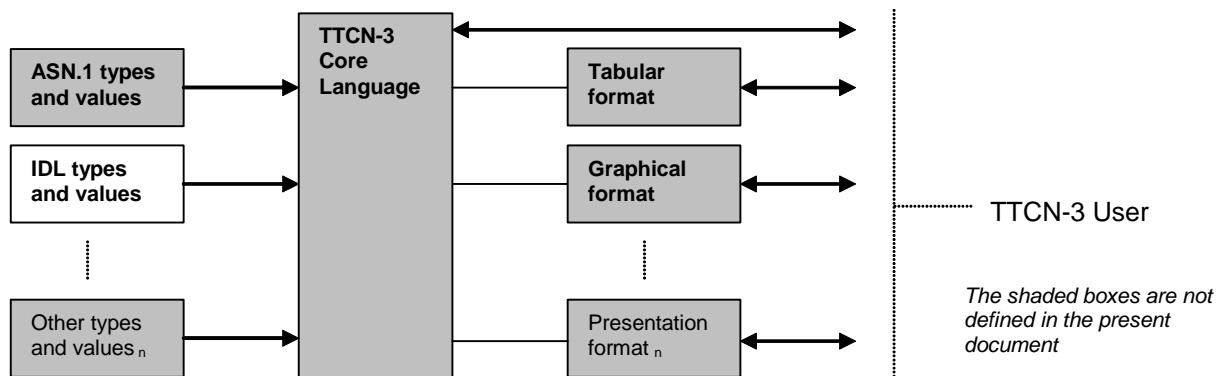 TTCN-3
Core
Language
ASN.1 types
and values
IDL types
and values
Other types
and values n
Tabular
format
Graphical
format
Presentation
format n
TTCN-3 User
The shaded boxes are not
defined in the present
document